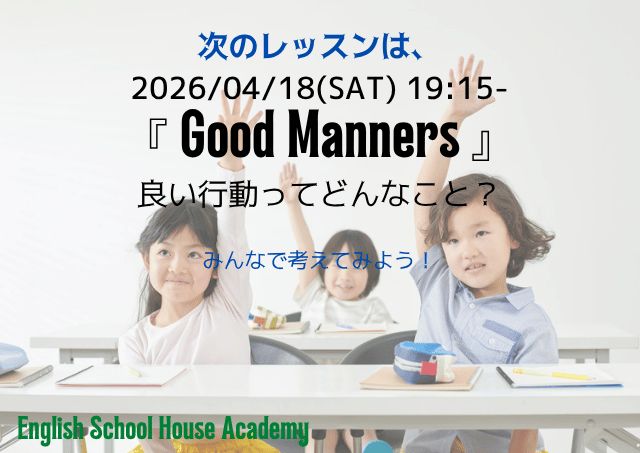 次のレッスンは、
2026/04/18(SAT) 19:15-
『 Good Manners 』
良い行動ってどんなこと？
みんなで考えてみよう！
English School House Academy